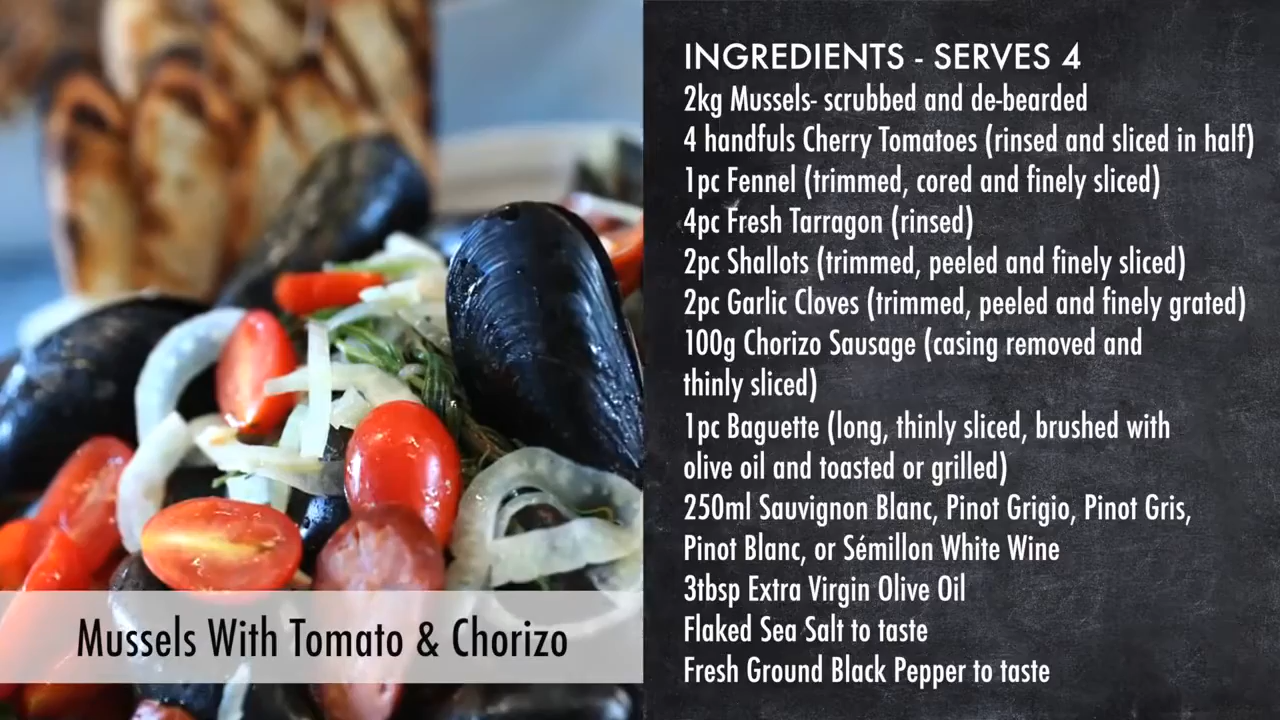 INGREDIENTS - SERVES 4
2kg Mussels- scrubbed and de-bearded
4 handfuls Cherry Tomatoes (rinsed and sliced in half)
1pc Fennel (trimmed, cored and finely sliced)
4pc Fresh Tarragon (rinsed)
2pc Shallots (trimmed, peeled and finely sliced)
2pc Garlic Cloves (trimmed, peeled and finely grated)
100g Chorizo Sausage (casing removed and
thinly sliced)
1pc Baguette (long, thinly sliced, brushed with
olive oil and toasted or grilled)
250ml Sauvignon Blanc, Pinot Grigio, Pinot Gris,
Pinot Blanc, or Sémillon White Wine
3tbsp Extra Virgin Olive Oil
Flaked Sea Salt to taste
Fresh Ground Black Pepper to taste
Mussels With Tomato & Chorizo